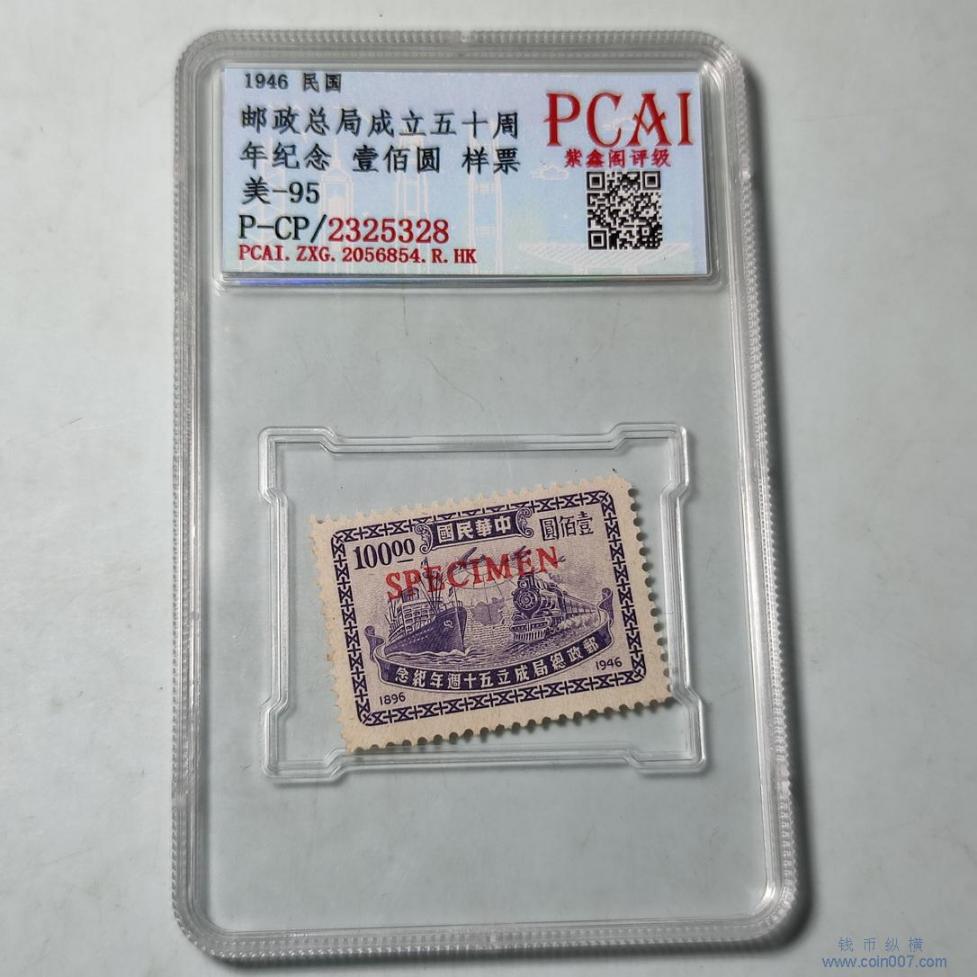 1946 民国
邮政总局成立五十周
年纪念 壹佰圆 样票
美-95
P-CP/2325328
PCAI.ZXG.2056854.R.HK
PCAI
紫鑫阁评级
國民華中
10000
圓佰壹
SPECIMEN
念紀年週十五立成局總政郵
1896
1946
钱币纵横
www.coin007.com